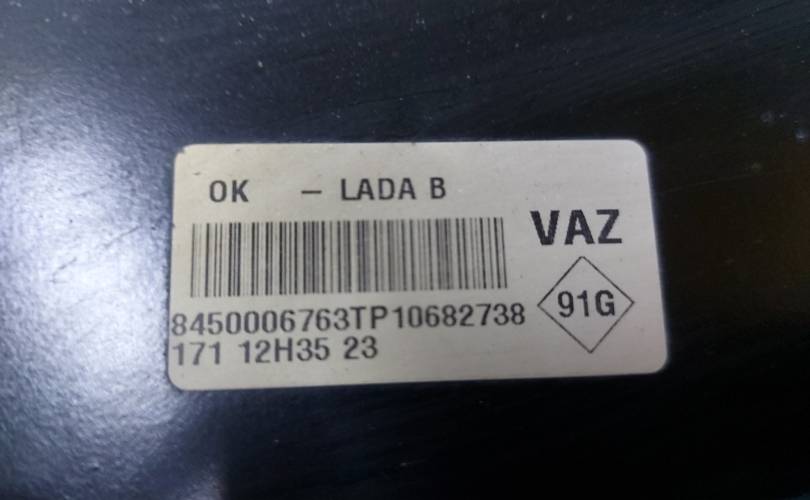 OK – LADA B
VAZ
8450006763TP10682738
91G
171 12H35 23